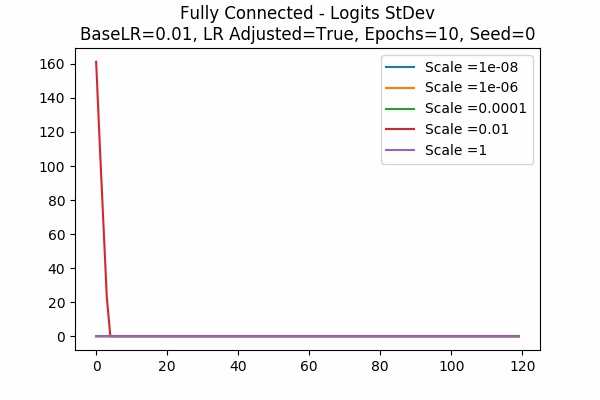 Fully Connected - Logits StDev
BaseLR=0.01, LR Adjusted=True, Epochs=10, Seed=0
160
140
120
100
80
60
40
20
0
Scale =1e-08
Scale =1e-06
Scale =0.0001
Scale =0.01
Scale =1
0 20 40 60 80 100 120